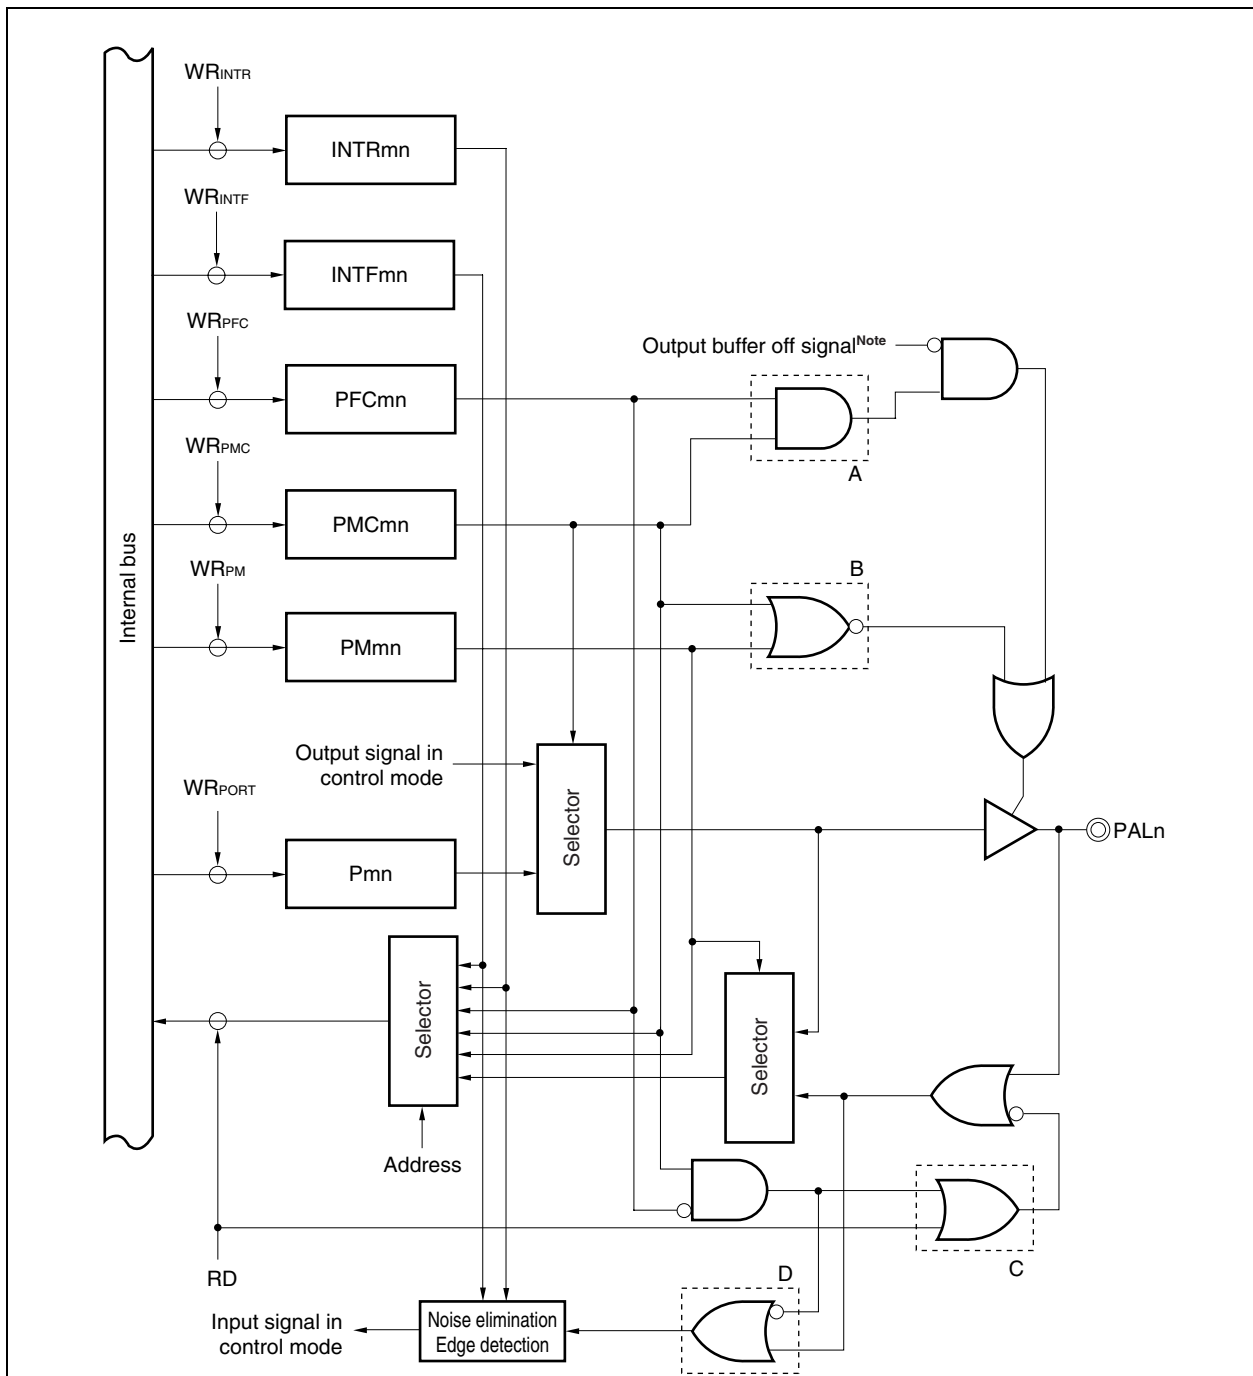 WRINTR
INTRmn
WRINTF
INTFmn
WRPFC
Output buffer off signalNote
PFCmn
A
WRPMC
PMCmn
B
WRPM
Internal bus
PMmn
Output signal in
control mode
WRPORT
Selector
PALn
Pmn
Selector
Selector
Address
RD
C
D
Input signal in
control mode
Noise elimination
Edge detection